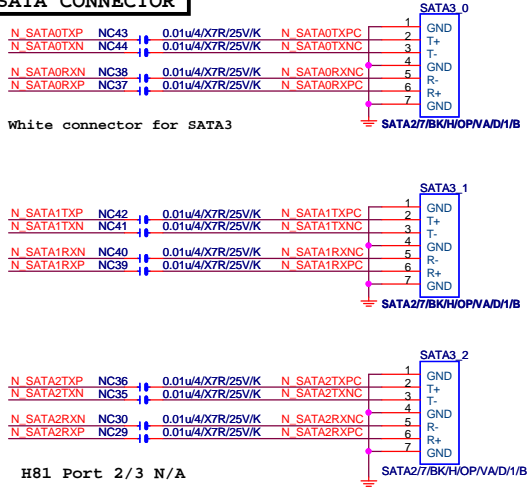 SATA CONNECTOR
SATA3_0
N_SATA0TXP NC43 0.01u/4/X7R/25V/K N_SATA0TXPC 1 GND
N_SATA0TXN NC44 0.01u/4/X7R/25V/K N_SATA0TXNC 2 T+
3 T-
4 GND
N_SATA0RXN NC38 0.01u/4/X7R/25V/K N_SATA0RXNC 5 R-
N_SATA0RXP NC37 0.01u/4/X7R/25V/K N_SATA0RXPC 6 R+
7 GND
White connector for SATA3 SATA2/7/BK/H/OP/VA/D/1/B
SATA3_1
1 GND
N_SATA1TXP NC42 0.01u/4/X7R/25V/K N_SATA1TXPC 2 T+
N_SATA1TXN NC41 0.01u/4/X7R/25V/K N_SATA1TXNC 3 T-
4 GND
N_SATA1RXN NC40 0.01u/4/X7R/25V/K N_SATA1RXNC 5 R-
N_SATA1RXP NC39 0.01u/4/X7R/25V/K N_SATA1RXPC 6 R+
7 GND
SATA2/7/BK/H/OP/VA/D/1/B
SATA3_2
1 GND
N_SATA2TXP NC36 0.01u/4/X7R/25V/K N_SATA2TXPC 2 T+
N_SATA2TXN NC35 0.01u/4/X7R/25V/K N_SATA2TXNC 3 T-
4 GND
N_SATA2RXN NC30 0.01u/4/X7R/25V/K N_SATA2RXNC 5 R-
N_SATA2RXP NC29 0.01u/4/X7R/25V/K N_SATA2RXPC 6 R+
7 GND
H81 Port 2/3 N/A SATA2/7/BK/H/OP/VA/D/1/B